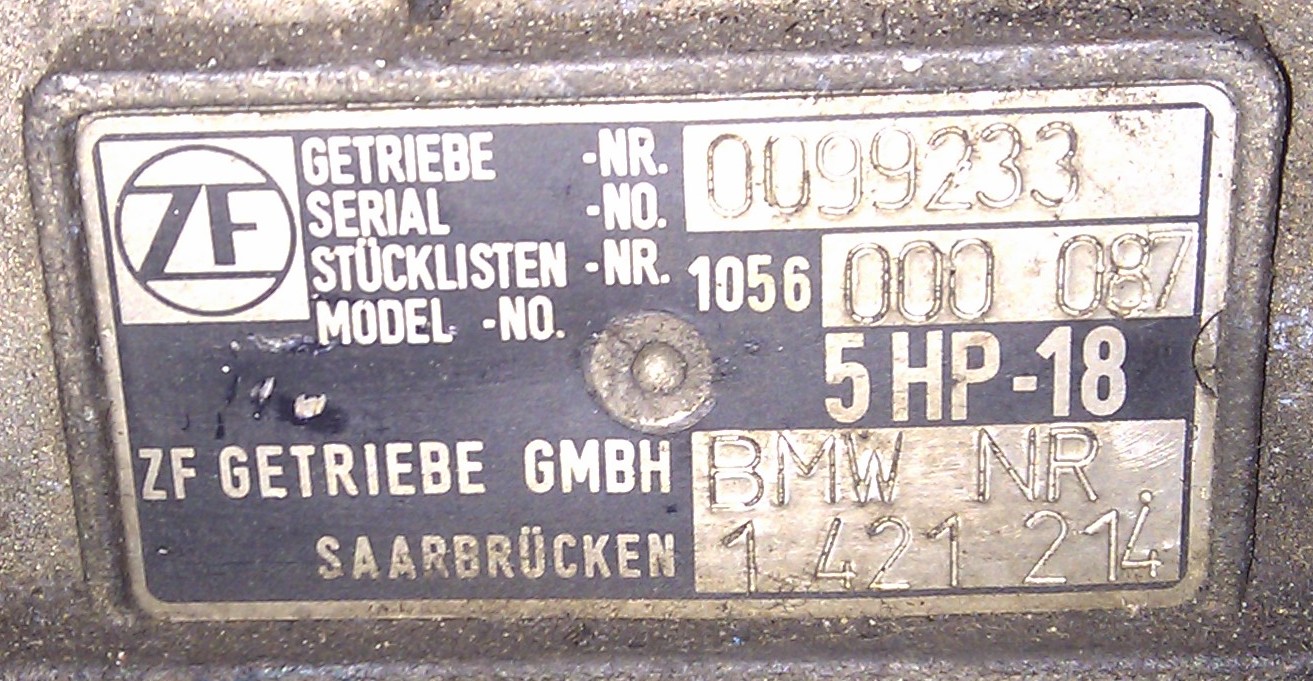 ZF
GETRIEBE -NR. 0099233
SERIAL -NO.
STÜCKLISTEN -NR. 1056 000 087
MODEL -NO.
5 HP-18
ZF GETRIEBE GMBH
SAARBRÜCKEN
BMW NR.
1 421 214